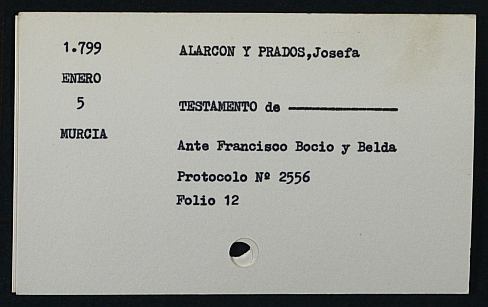 1.799
ALARCON Y PRADOS,Josefa
ENERO
5
TESTAMENTO de
MURCIA
Ante Francisco Bocio y Belda
Protocolo Nº 2556
Folio 12